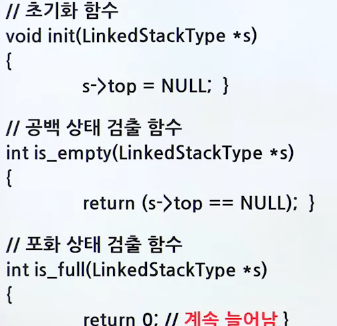 // 초기화 함수
void init(LinkedStackType *s)
{
s->top = NULL; }
// 공백 상태 검출 함수
int is_empty(LinkedStackType *s)
{
return (s->top == NULL); }
// 포화 상태 검출 함수
int is_full(LinkedStackType *s)
{
return 0; // 계속 늘어남 }